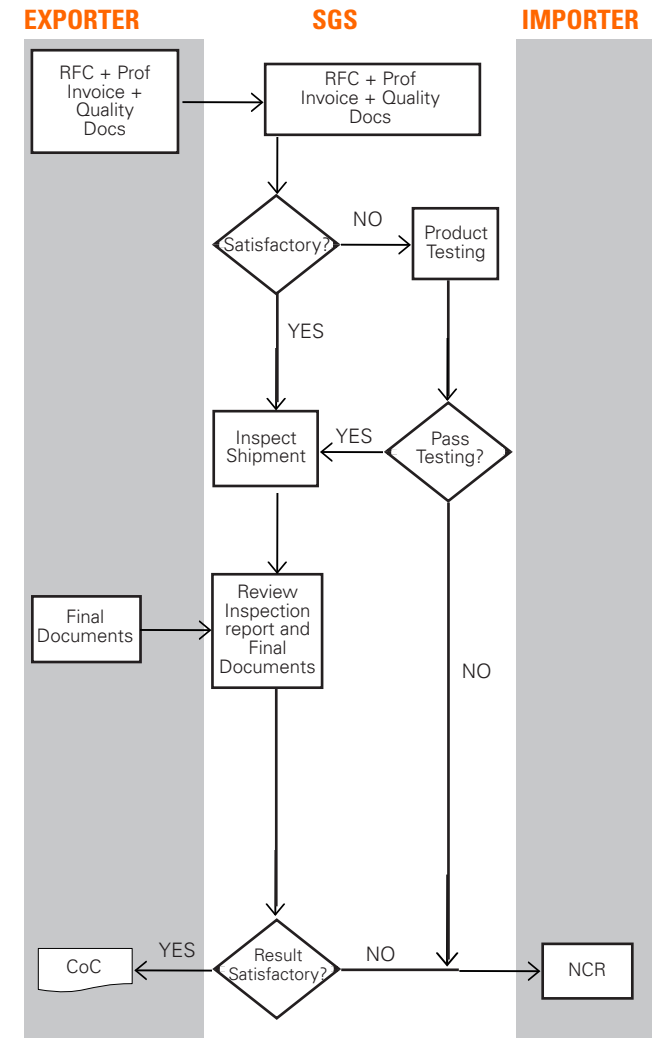 EXPORTER
SGS
IMPORTER
RFC + Prof
Invoice +
Quality
Docs
RFC + Prof
Invoice + Quality
Docs
Satisfactory?
NO
Product
Testing
YES
Inspect
Shipment
YES
Pass
Testing?
Final
Documents
Review
Inspection
report and
Final
Documents
NO
CoC
YES
Result
Satisfactory?
NO
NCR